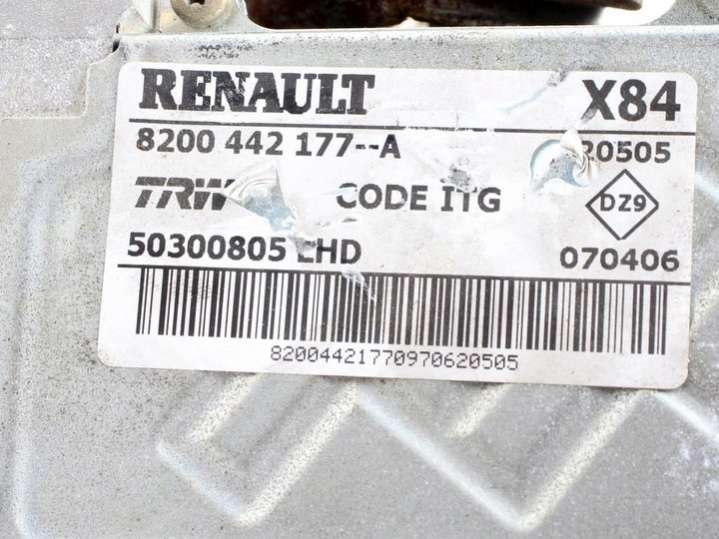 RENAULT X84
8200 442 177--A 20505
TRW CODE ITG DZ9
50300805 LHD 070406
82004421770970620505